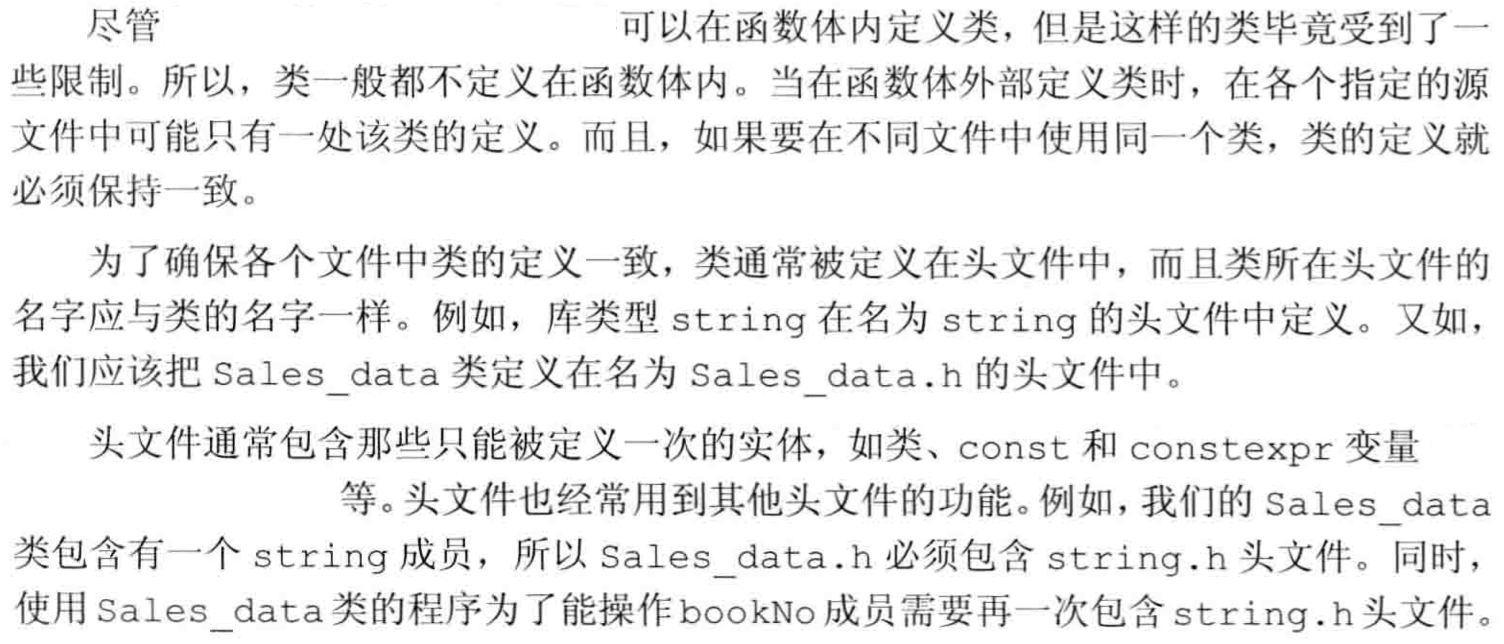 尽管 可以在函数体内定义类，但是这样的类毕竟受到了一
些限制。所以，类一般都不定义在函数体内。当在函数体外部定义类时，在各个指定的源
文件中可能只有一处该类的定义。而且，如果要在不同文件中使用同一个类，类的定义就
必须保持一致。
为了确保各个文件中类的定义一致，类通常被定义在头文件中，而且类所在头文件的
名字应与类的名字一样。例如，库类型 string 在名为 string 的头文件中定义。又如，
我们应该把 Sales_data 类定义在名为 Sales_data.h 的头文件中。
头文件通常包含那些只能被定义一次的实体，如类、const 和 constexpr 变量
等。头文件也经常用到其他头文件的功能。例如，我们的 Sales_data
类包含有一个 string 成员，所以 Sales_data.h 必须包含 string.h 头文件。同时，
使用 Sales_data 类的程序为了能操作 bookNo 成员需要再一次包含 string.h 头文件。